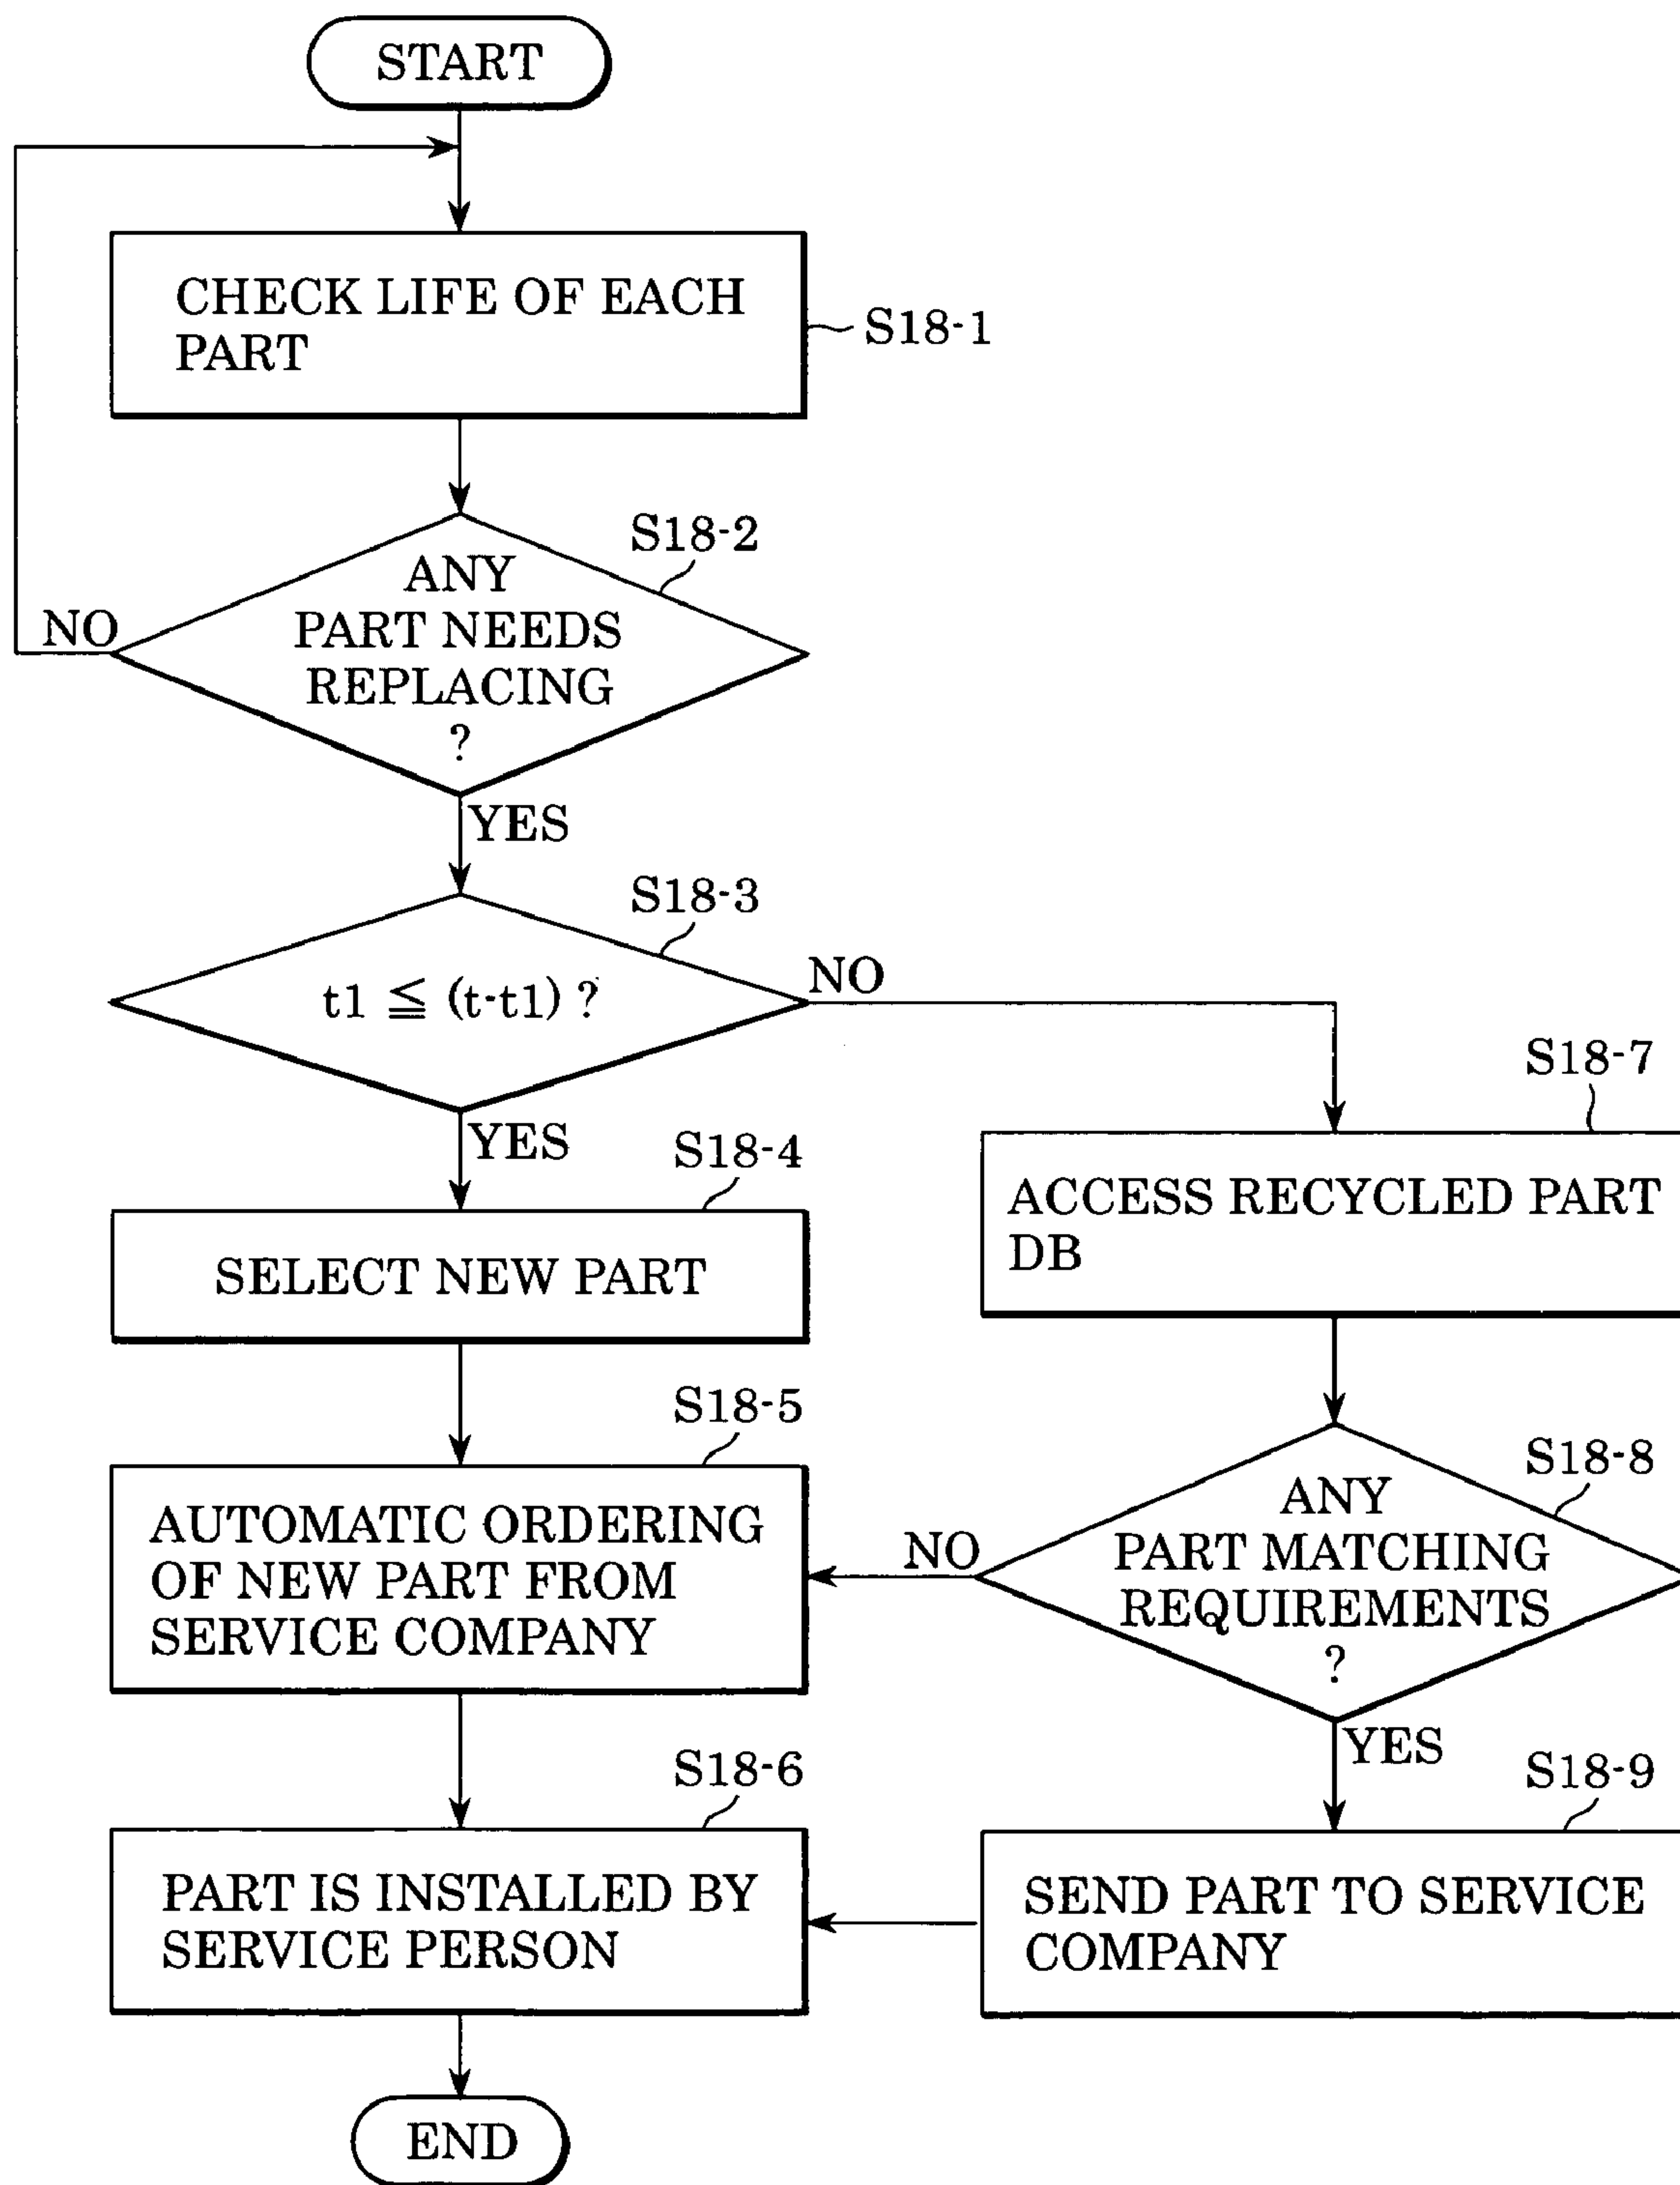 START
CHECK LIFE OF EACH
PART
S18-1
S18-2
ANY
PART NEEDS
REPLACING
?
NO
YES
S18-3
t1 ≦ (t-t1) ?
NO
YES
S18-4
SELECT NEW PART
S18-5
AUTOMATIC ORDERING
OF NEW PART FROM
SERVICE COMPANY
S18-6
PART IS INSTALLED BY
SERVICE PERSON
END
S18-7
ACCESS RECYCLED PART
DB
S18-8
ANY
PART MATCHING
REQUIREMENTS
?
NO
YES
S18-9
SEND PART TO SERVICE
COMPANY